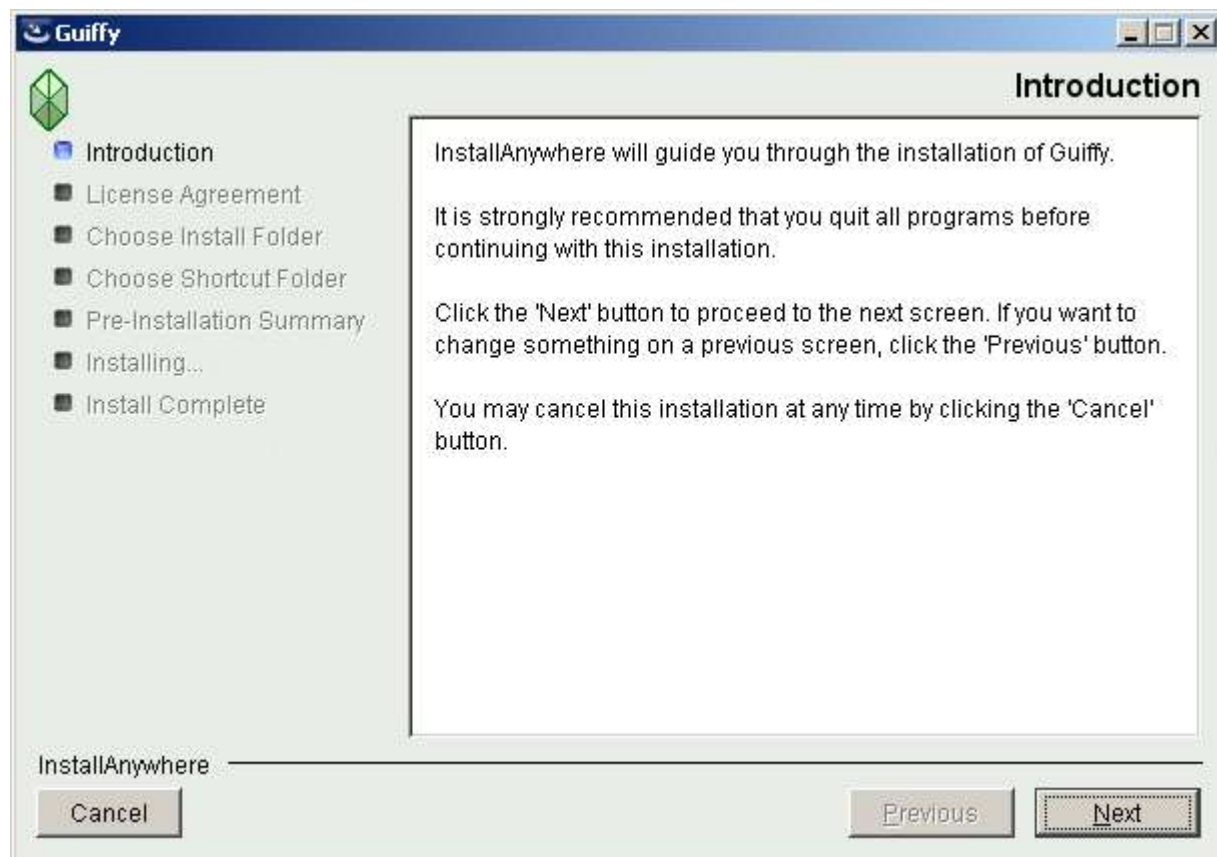 Guiffy
Introduction
Introduction
License Agreement
Choose Install Folder
Choose Shortcut Folder
Pre-Installation Summary
Installing...
Install Complete
InstallAnywhere will guide you through the installation of Guiffy.
It is strongly recommended that you quit all programs before
continuing with this installation.
Click the 'Next' button to proceed to the next screen. If you want to
change something on a previous screen, click the 'Previous' button.
You may cancel this installation at any time by clicking the 'Cancel'
button.
InstallAnywhere
Cancel
Previous
Next